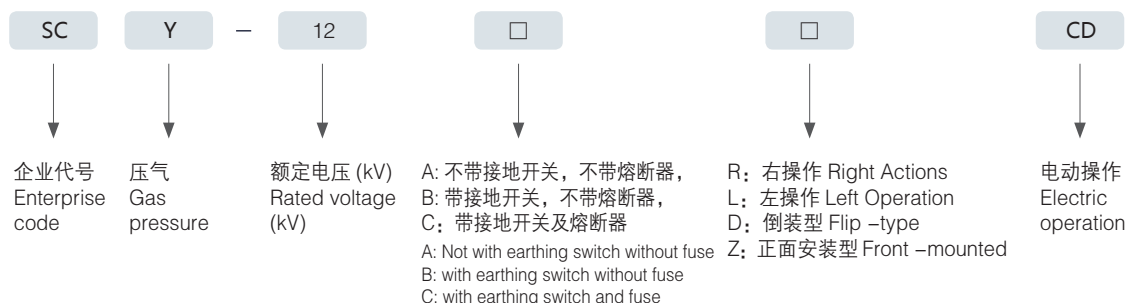 SC Y – 12 □ □ CD
企业代号
Enterprise
code
压气
Gas
pressure
额定电压 (kV)
Rated voltage
(kV)
A: 不带接地开关，不带熔断器，
B: 带接地开关，不带熔断器，
C：带接地开关及熔断器
A: Not with earthing switch without fuse
B: with earthing switch without fuse
C: with earthing switch and fuse
R：右操作 Right Actions
L：左操作 Left Operation
D：倒装型 Flip –type
Z：正面安装型 Front –mounted
电动操作
Electric
operation